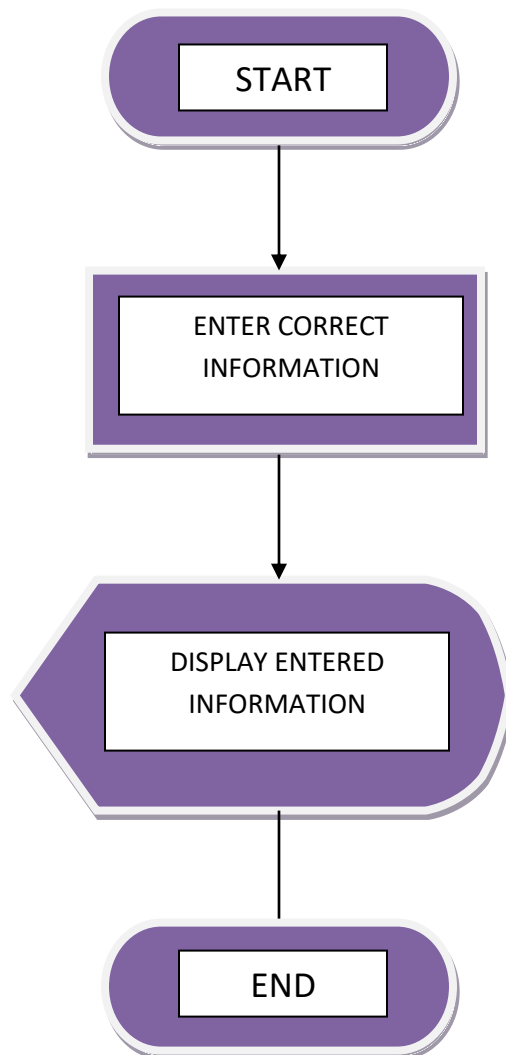 START
ENTER CORRECT
INFORMATION
DISPLAY ENTERED
INFORMATION
END